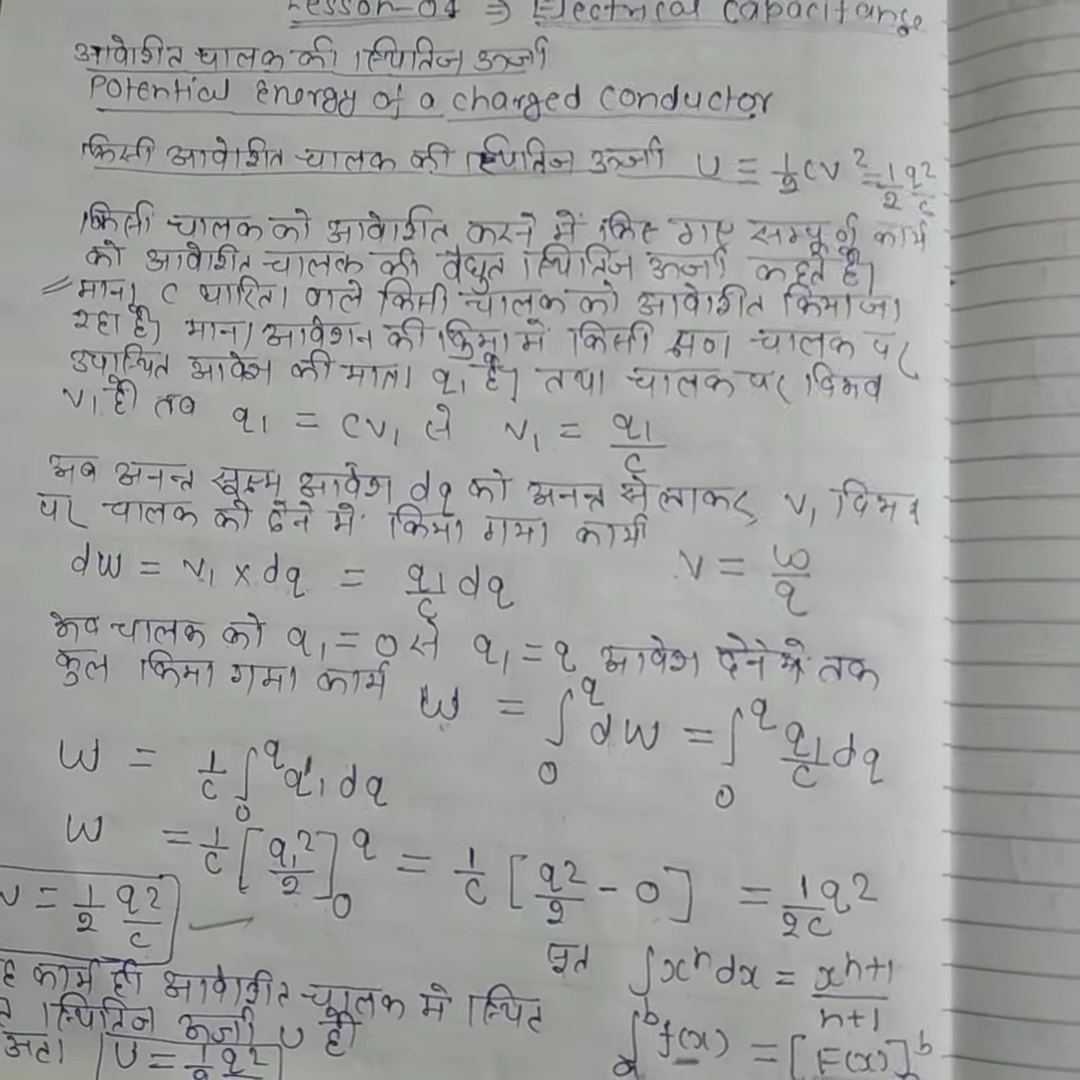 Lesson-04 ⇒ Electrical Capacitance
आवेशित चालक की स्थितिज ऊर्जा
Potential energy of a charged conductor
किसी आवेशित चालक की स्थितिज ऊर्जा U = 1/2 CV² = 1/2 q²/C
किसी चालक को आवेशित करने में किए गए सम्पूर्ण कार्य
को आवेशित चालक की वैद्युत स्थितिज ऊर्जा कहते है।
माना C धारिता वाले किसी चालक को आवेशित किया जा
रहा है। माना आवेशन की क्रिया में किसी क्षण चालक पर
उपस्थित आवेश की मात्रा q₁ है। तथा चालक पर विभव
V₁ है। तब q₁ = CV₁ से V₁ = q₁/C
अब अनन्त सूक्ष्म आवेश dq को अनन्त से लाकर, V₁ विभव
पर चालक को देने में किया गया कार्य
dW = V₁ × dq = q₁/C dq V = W/q
अब चालक को q₁ = 0 से q₁ = q आवेश देने में तक
कुल किया गया कार्य W = ∫₀^q dW = ∫₀^q q₁/C dq
W = 1/C ∫₀^q q₁ dq
W = 1/C [q₁²/2]₀^q = 1/C [q²/2 - 0] = 1/2C q²
W = 1/2 q²/C
सूत्र ∫xⁿ dx = xⁿ⁺¹/n+1
कार्य ही आवेशित चालक में स्थित
स्थितिज ऊर्जा U है
अतः U = 1/2 q² ∫ᵇ f(x) = [F(x)]ᵇ